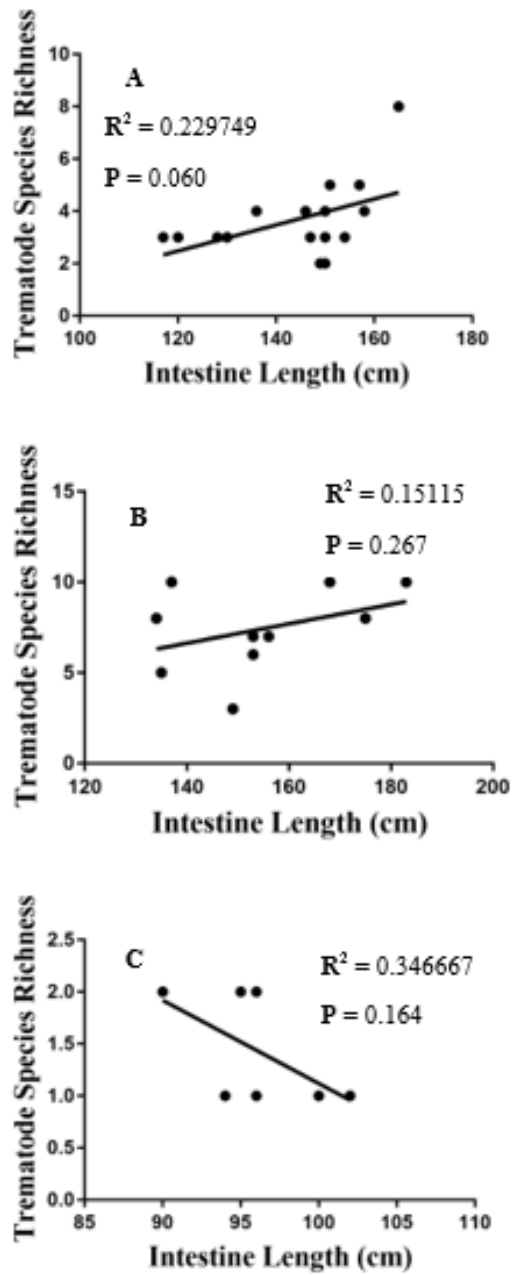 10
8
6
4
2
0
Trematode Species Richness
A
R² = 0.229749
P = 0.060
100 120 140 160 180
Intestine Length (cm)
15
10
5
0
Trematode Species Richness
B
R² = 0.15115
P = 0.267
120 140 160 180 200
Intestine Length (cm)
2.5
2.0
1.5
1.0
0.5
0.0
Trematode Species Richness
C
R² = 0.346667
P = 0.164
85 90 95 100 105 110
Intestine Length (cm)